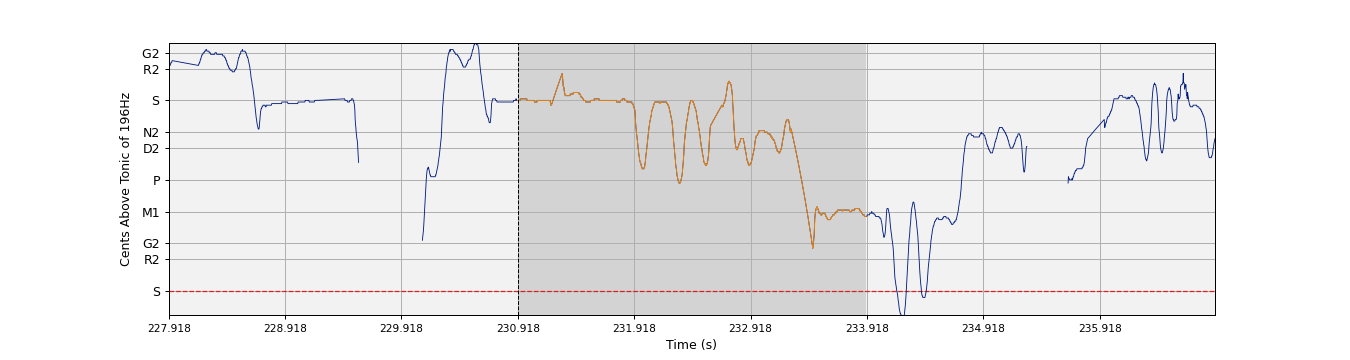 G2
R2
S
N2
D2
P
M1
G2
R2
S
Cents Above Tonic of 196Hz
227.918 228.918 229.918 230.918 231.918 232.918 233.918 234.918 235.918
Time (s)